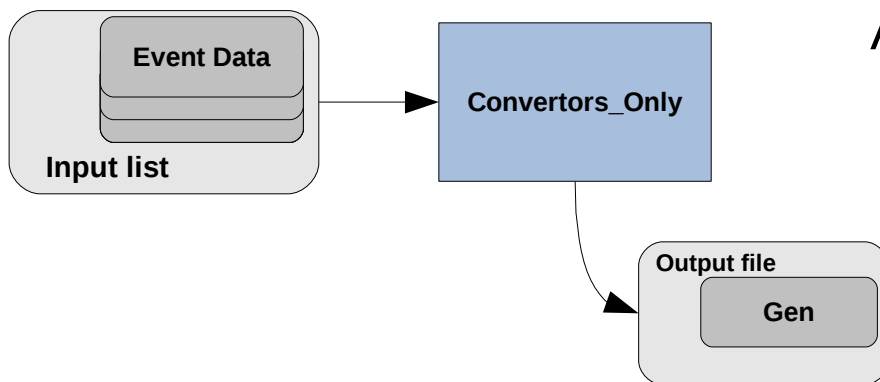 Event Data
Input list
Convertors_Only
Output file
Gen